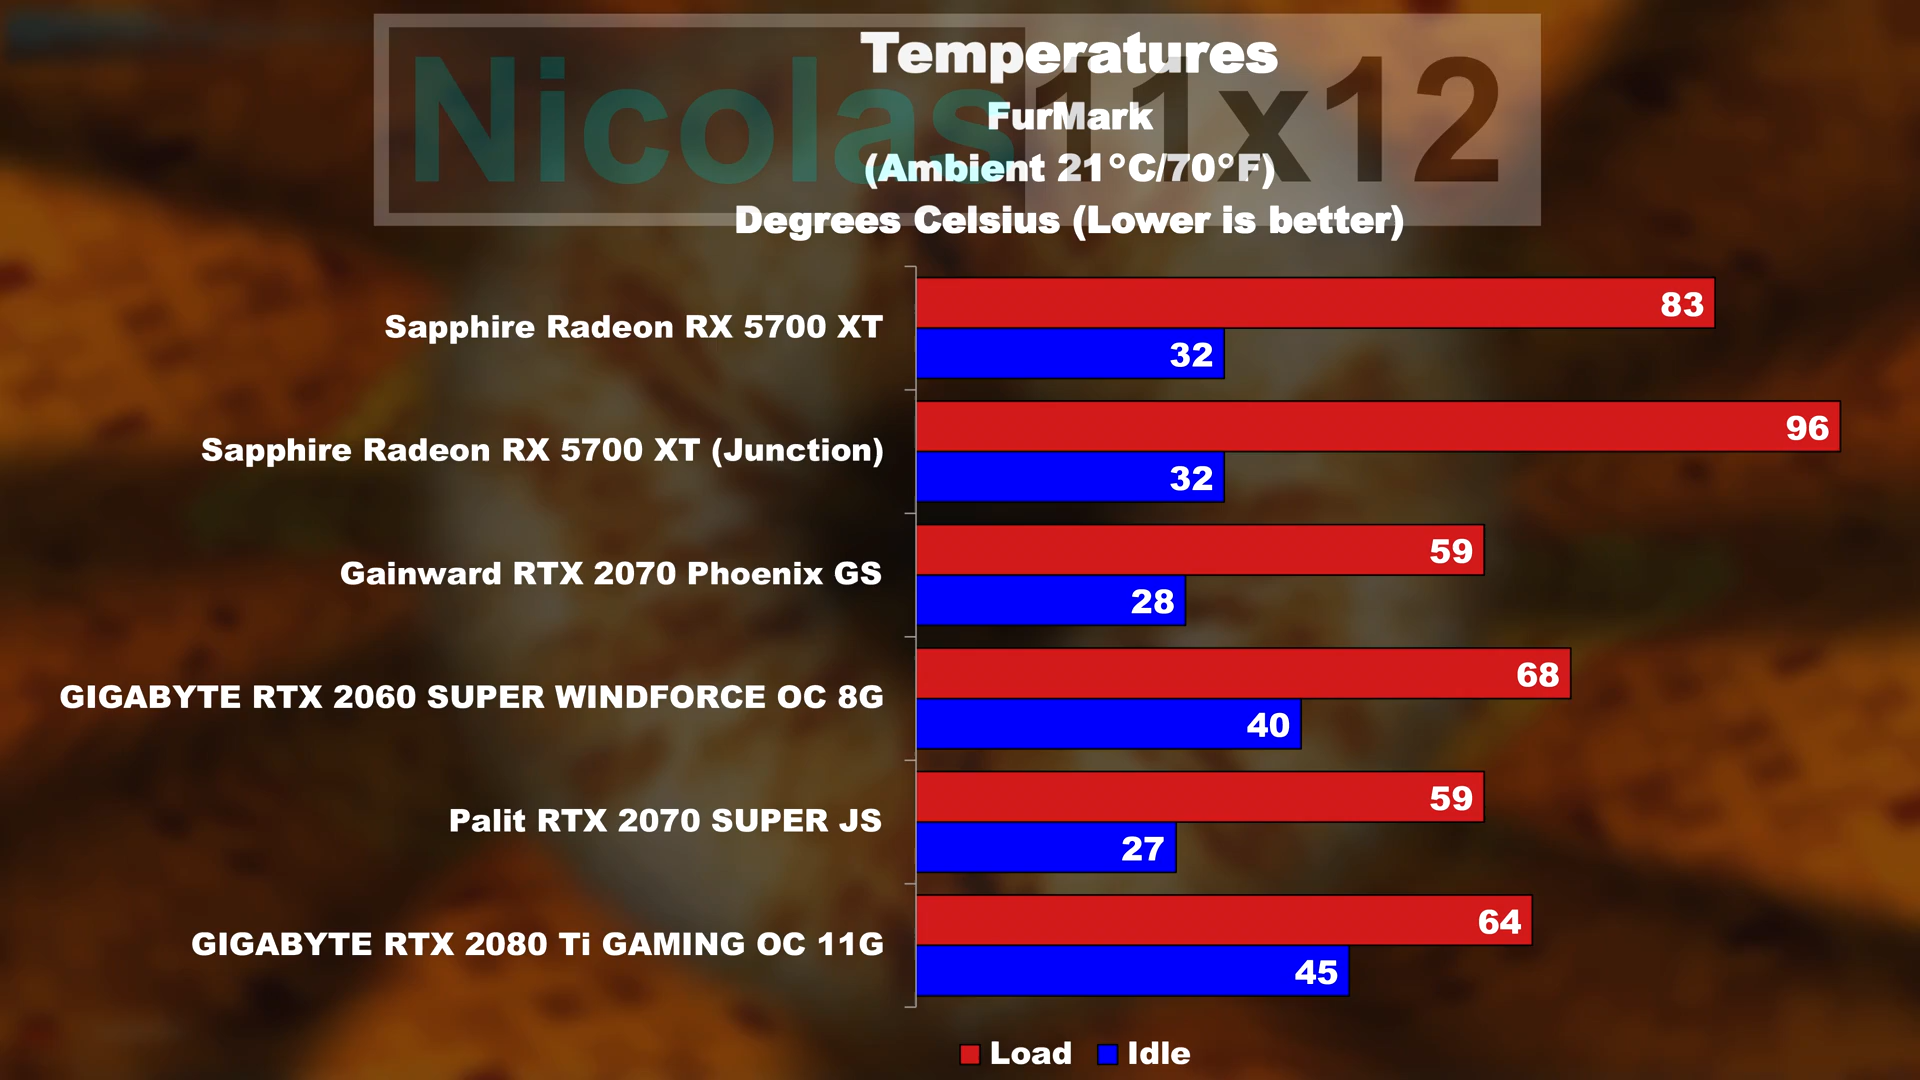 Nicolas11x12
Temperatures
FurMark
(Ambient 21°C/70°F)
Degrees Celsius (Lower is better)
Sapphire Radeon RX 5700 XT
83
32
Sapphire Radeon RX 5700 XT (Junction)
96
32
Gainward RTX 2070 Phoenix GS
59
28
GIGABYTE RTX 2060 SUPER WINDFORCE OC 8G
68
40
Palit RTX 2070 SUPER JS
59
27
GIGABYTE RTX 2080 Ti GAMING OC 11G
64
45
Load Idle